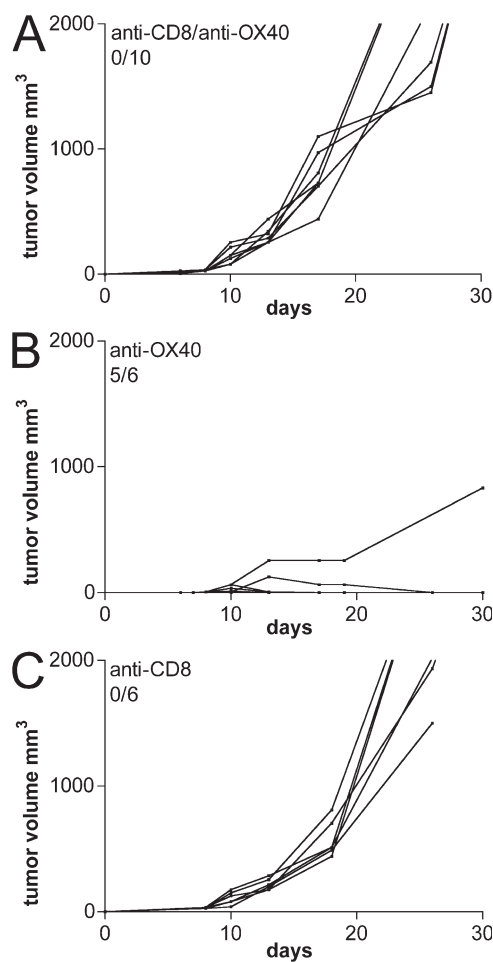 A
anti-CD8/anti-OX40
0/10
2000
1000
0
tumor volume mm³
0 10 20 30
days
B
anti-OX40
5/6
2000
1000
0
tumor volume mm³
0 10 20 30
days
C
anti-CD8
0/6
2000
1000
0
tumor volume mm³
0 10 20 30
days